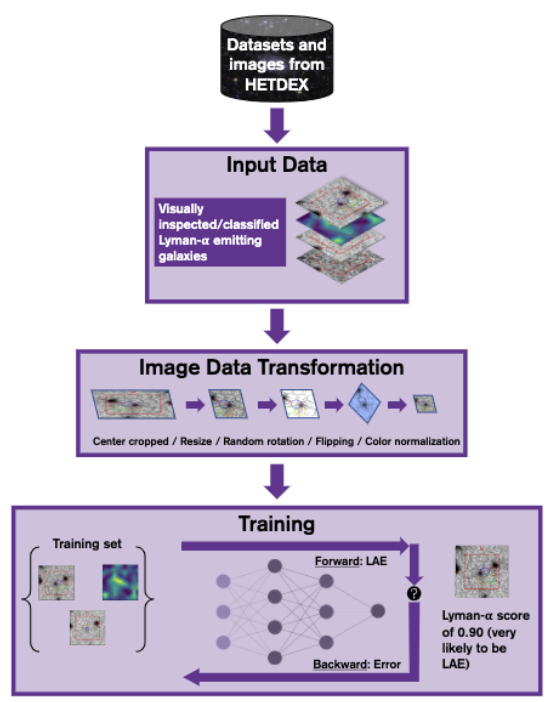 Datasets and
images from
HETDEX
Input Data
Visually
inspected/classified
Lyman-α emitting
galaxies
Image Data Transformation
Center cropped / Resize / Random rotation / Flipping / Color normalization
Training
Training set
Forward: LAE
?
Backward: Error
Lyman-α score
of 0.90 (very
likely to be
LAE)